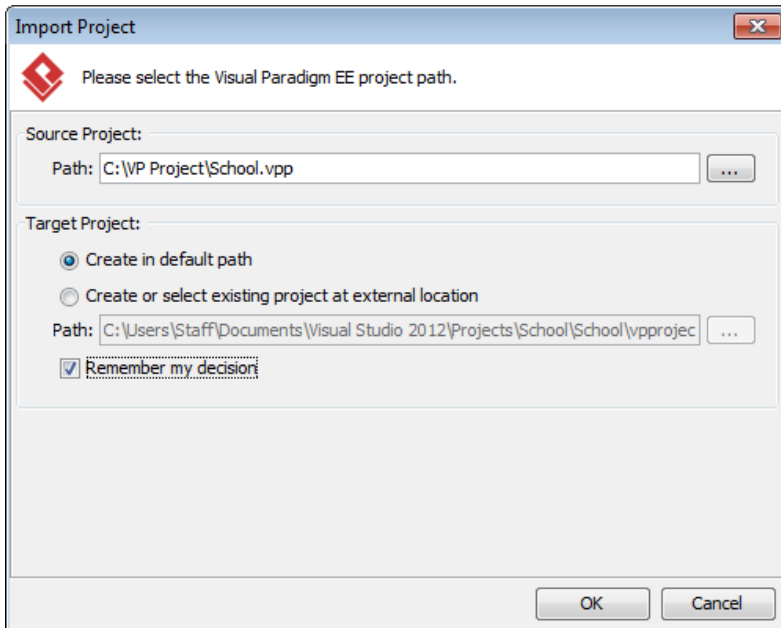 Import Project
Please select the Visual Paradigm EE project path.
Source Project:
Path: C:\VP Project\School.vpp
...
Target Project:
Create in default path
Create or select existing project at external location
Path: C:\Users\Staff\Documents\Visual Studio 2012\Projects\School\School\vpprojec
...
Remember my decision
OK
Cancel